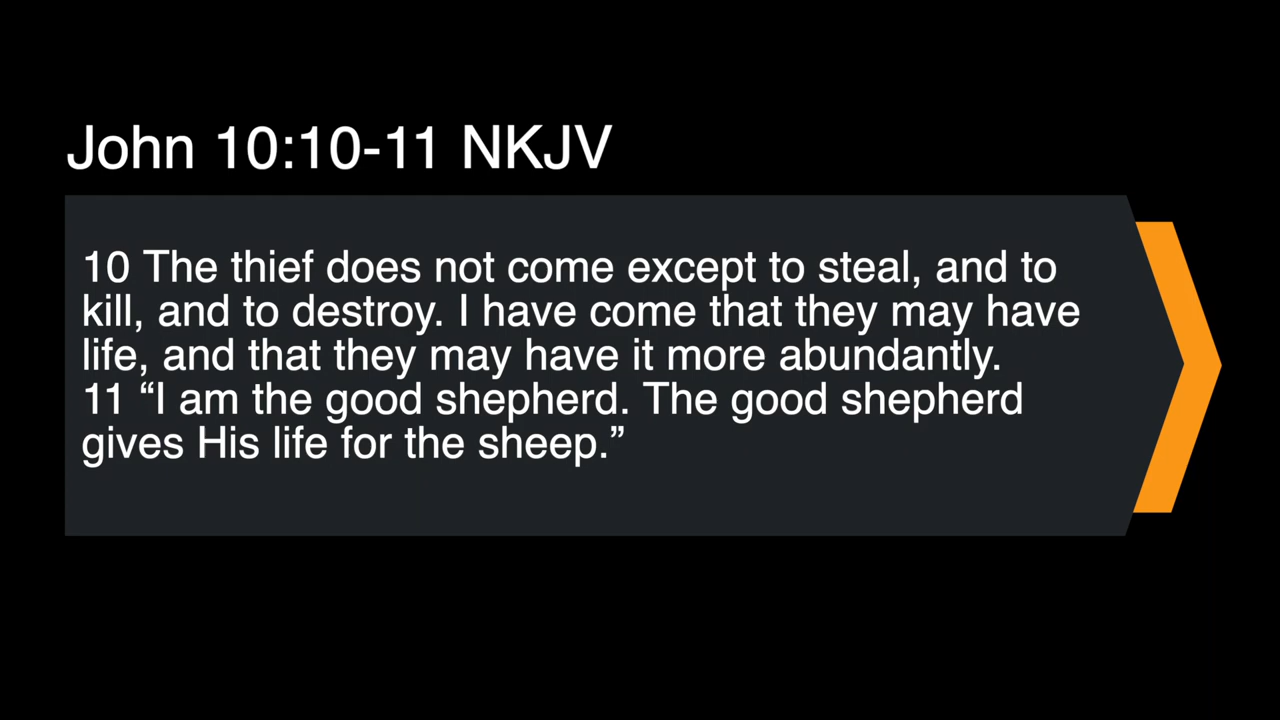 John 10:10-11 NKJV
10 The thief does not come except to steal, and to
kill, and to destroy. I have come that they may have
life, and that they may have it more abundantly.
11 “I am the good shepherd. The good shepherd
gives His life for the sheep.”